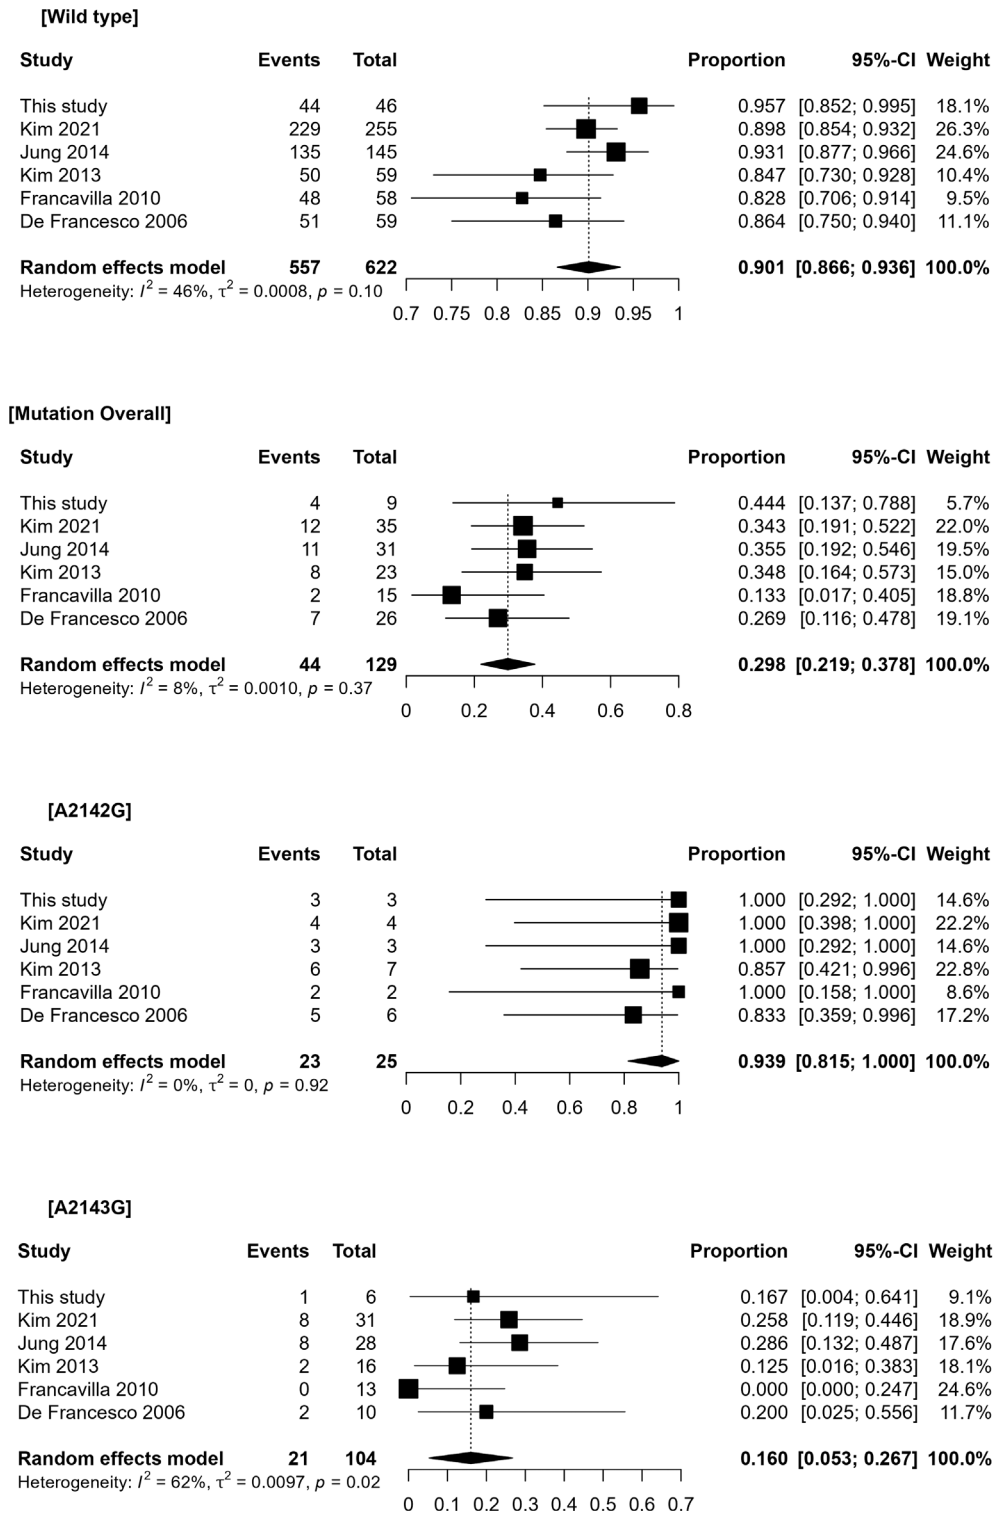 [Wild type]
Study Events Total Proportion 95%-CI Weight
This study 44 46 0.957 [0.852; 0.995] 18.1%
Kim 2021 229 255 0.898 [0.854; 0.932] 26.3%
Jung 2014 135 145 0.931 [0.877; 0.966] 24.6%
Kim 2013 50 59 0.847 [0.730; 0.928] 10.4%
Francavilla 2010 48 58 0.828 [0.706; 0.914] 9.5%
De Francesco 2006 51 59 0.864 [0.750; 0.940] 11.1%
Random effects model 557 622 0.901 [0.866; 0.936] 100.0%
Heterogeneity: I² = 46%, τ² = 0.0008, p = 0.10
0.7 0.75 0.8 0.85 0.9 0.95 1
[Mutation Overall]
Study Events Total Proportion 95%-CI Weight
This study 4 9 0.444 [0.137; 0.788] 5.7%
Kim 2021 12 35 0.343 [0.191; 0.522] 22.0%
Jung 2014 11 31 0.355 [0.192; 0.546] 19.5%
Kim 2013 8 23 0.348 [0.164; 0.573] 15.0%
Francavilla 2010 2 15 0.133 [0.017; 0.405] 18.8%
De Francesco 2006 7 26 0.269 [0.116; 0.478] 19.1%
Random effects model 44 129 0.298 [0.219; 0.378] 100.0%
Heterogeneity: I² = 8%, τ² = 0.0010, p = 0.37
0 0.2 0.4 0.6 0.8
[A2142G]
Study Events Total Proportion 95%-CI Weight
This study 3 3 1.000 [0.292; 1.000] 14.6%
Kim 2021 4 4 1.000 [0.398; 1.000] 22.2%
Jung 2014 3 3 1.000 [0.292; 1.000] 14.6%
Kim 2013 6 7 0.857 [0.421; 0.996] 22.8%
Francavilla 2010 2 2 1.000 [0.158; 1.000] 8.6%
De Francesco 2006 5 6 0.833 [0.359; 0.996] 17.2%
Random effects model 23 25 0.939 [0.815; 1.000] 100.0%
Heterogeneity: I² = 0%, τ² = 0, p = 0.92
0 0.2 0.4 0.6 0.8 1
[A2143G]
Study Events Total Proportion 95%-CI Weight
This study 1 6 0.167 [0.004; 0.641] 9.1%
Kim 2021 8 31 0.258 [0.119; 0.446] 18.9%
Jung 2014 8 28 0.286 [0.132; 0.487] 17.6%
Kim 2013 2 16 0.125 [0.016; 0.383] 18.1%
Francavilla 2010 0 13 0.000 [0.000; 0.247] 24.6%
De Francesco 2006 2 10 0.200 [0.025; 0.556] 11.7%
Random effects model 21 104 0.160 [0.053; 0.267] 100.0%
Heterogeneity: I² = 62%, τ² = 0.0097, p = 0.02
0 0.1 0.2 0.3 0.4 0.5 0.6 0.7